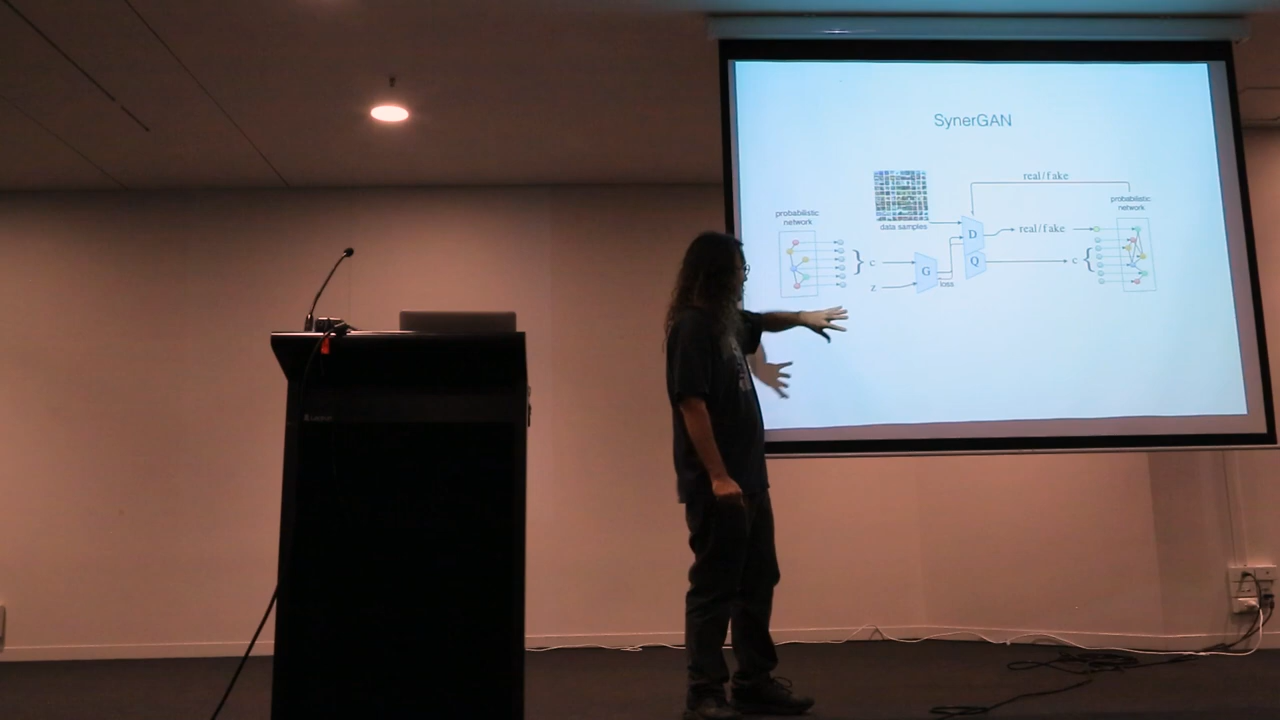 SynerGAN
real/fake
probabilistic
network
probabilistic
network
data samples
D
real/fake
c
G
Q
c
z
loss